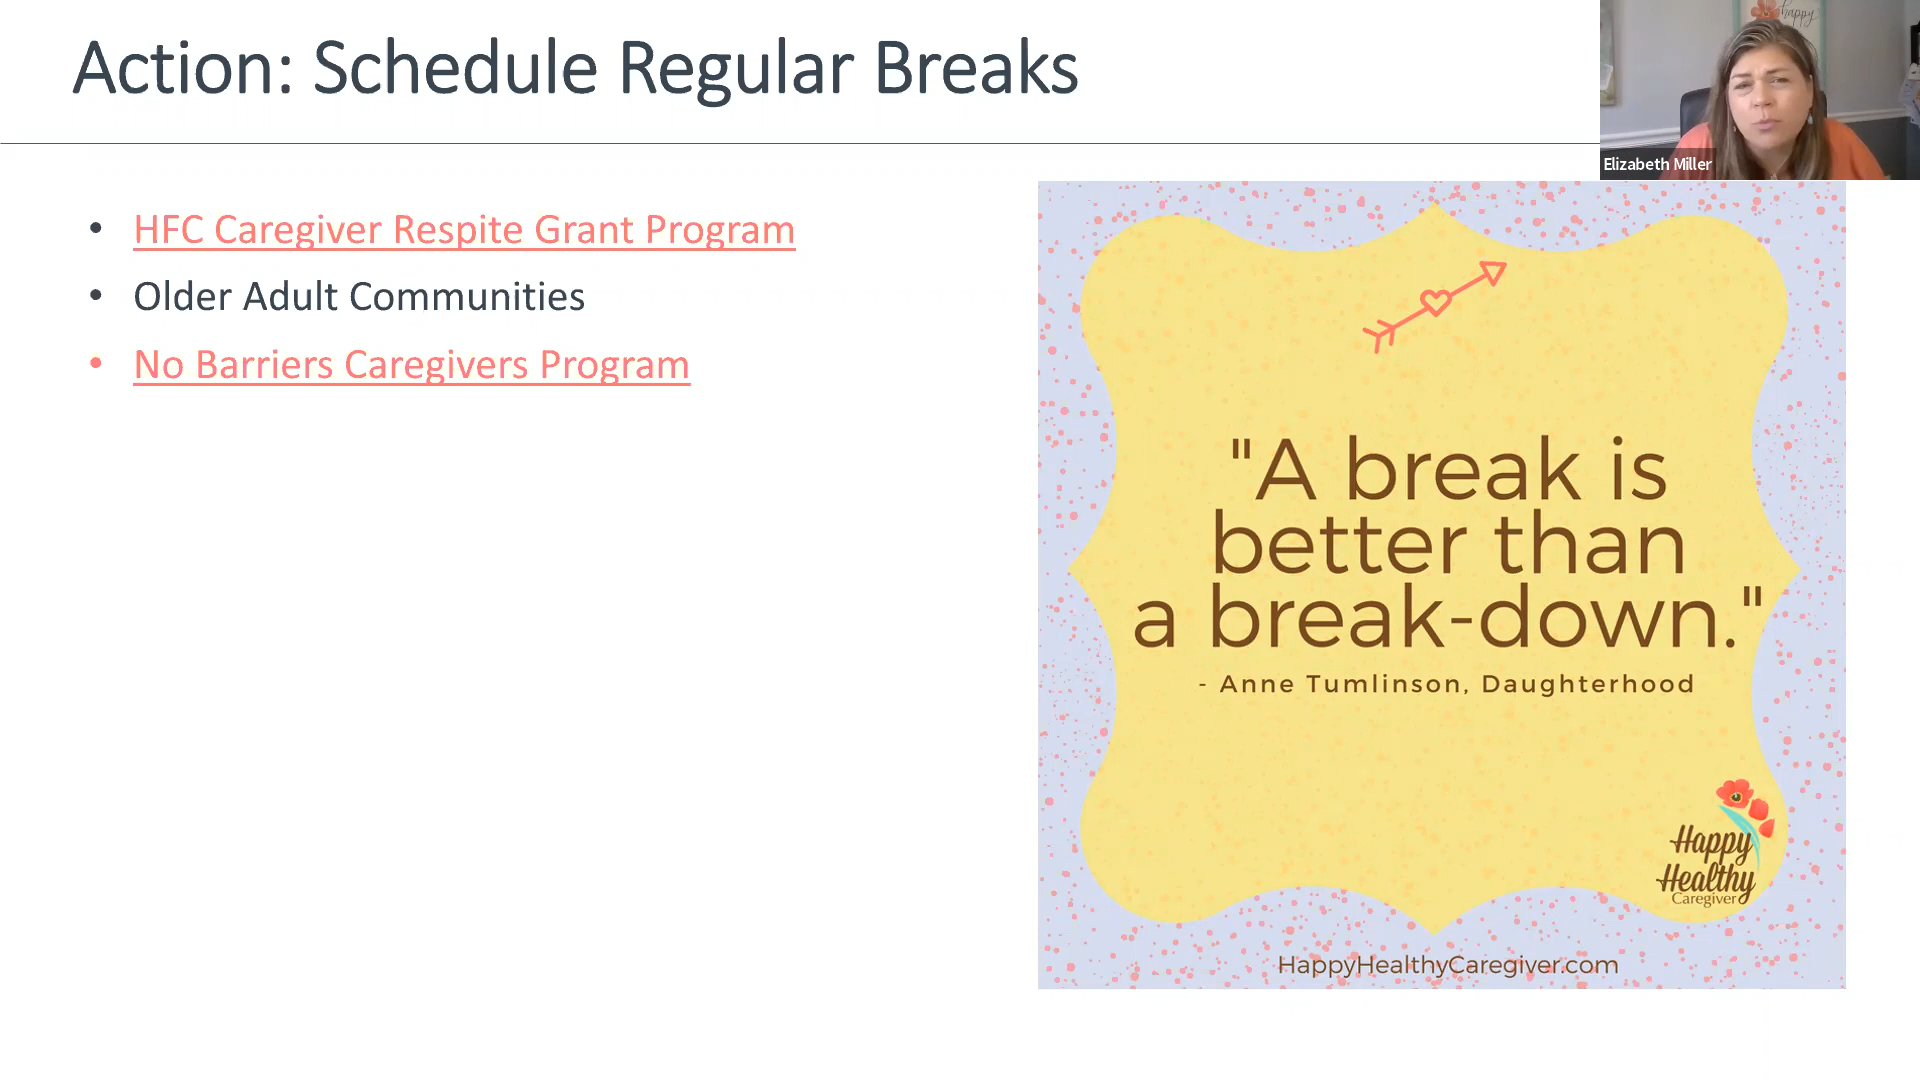 Action: Schedule Regular Breaks
happy
Elizabeth Miller
• HFC Caregiver Respite Grant Program
• Older Adult Communities
• No Barriers Caregivers Program
"A break is
better than
a break-down."
- Anne Tumlinson, Daughterhood
Happy
Healthy
Caregiver
HappyHealthyCaregiver.com